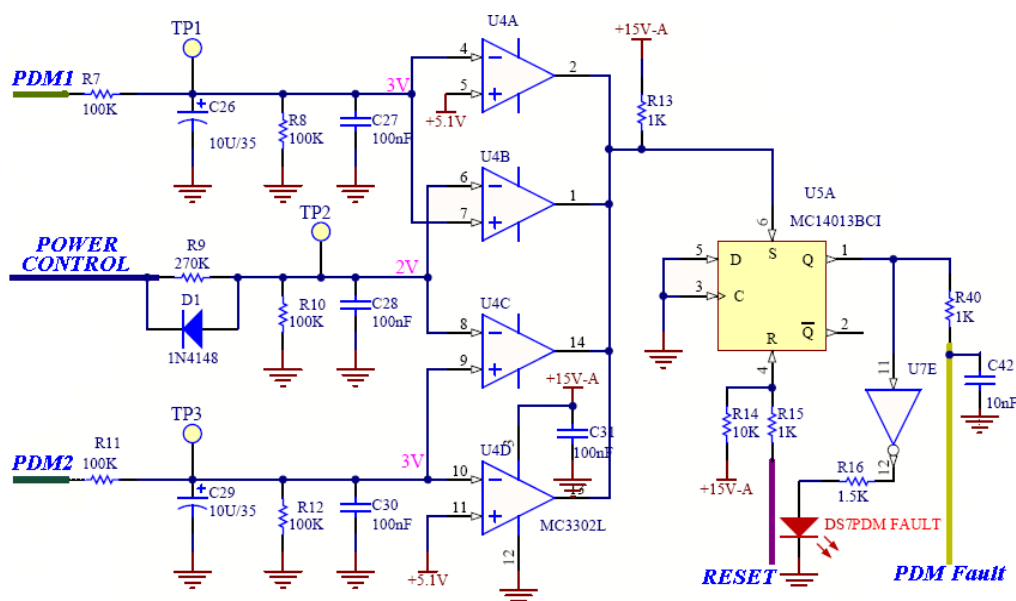 TP1
PDM1
R7
100K
C26
10U/35
R8
100K
C27
100nF
3V
U4A
4
5
2
+5.1V
+15V-A
R13
1K
U4B
6
7
1
TP2
POWER
CONTROL
R9
270K
D1
1N4148
R10
100K
C28
100nF
2V
U4C
8
9
14
+15V-A
C31
100nF
TP3
PDM2
R11
100K
C29
10U/35
R12
100K
C30
100nF
3V
U4D
3
10
11
13
12
MC3302L
+5.1V
U5A
MC14013BCI
6
5
3
D
S
Q
C
Q
R
1
2
4
R14
10K
R15
1K
+15V-A
R40
1K
C42
10nF
U7E
11
12
R16
1.5K
DS7PDM FAULT
RESET
PDM Fault